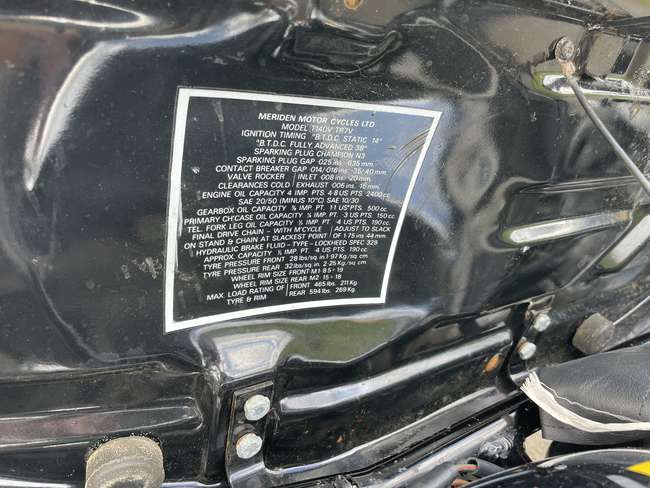 MERIDEN MOTOR CYCLES LTD
MODEL T140V TR7V
IGNITION TIMING °B.T.D.C. STATIC 14°
°B.T.D.C. FULLY ADVANCED 38°
SPARKING PLUG CHAMPION N3
SPARKING PLUG GAP ·025 ins. 0.635 mm.
CONTACT BREAKER GAP ·014/·016 ins. ·35/·40 mm.
VALVE ROCKER INLET ·008 ins. ·20 mm.
CLEARANCES COLD EXHAUST ·006 ins. ·15 mm.
ENGINE OIL CAPACITY 4 IMP. PTS. 4·8 US PTS. 2400 cc.
SAE 20/50 (MINUS 10°C) SAE 10/30
GEARBOX OIL CAPACITY IMP. PT. 1·1 US PTS. 500 cc.
PRIMARY CH'CASE OIL CAPACITY IMP. PT. ·3 US PTS. 150 cc.
TEL. FORK LEG OIL CAPACITY IMP. PT. ·4 US PTS. 190 cc.
FINAL DRIVE CHAIN – WITH M'CYCLE ADJUST TO SLACK
ON STAND & CHAIN AT SLACKEST POINT OF 1·75 ins. 44 mm.
HYDRAULIC BRAKE FLUID – TYPE – LOCKHEED SPEC 329
APPROX. CAPACITY IMP. PT. ·4 US PTS. 190 cc.
TYRE PRESSURE FRONT 28 lbs/sq. in. 1·97 Kg/sq cm.
TYRE PRESSURE REAR 32 lbs/sq. in. 2·25 Kg/sq cm.
WHEEL RIM SIZE FRONT M1 8·5 × 19
WHEEL RIM SIZE REAR M2 15 × 18
MAX. LOAD RATING OF FRONT 465 lbs. 211 Kg.
TYRE & RIM REAR 594 lbs. 269 Kg.